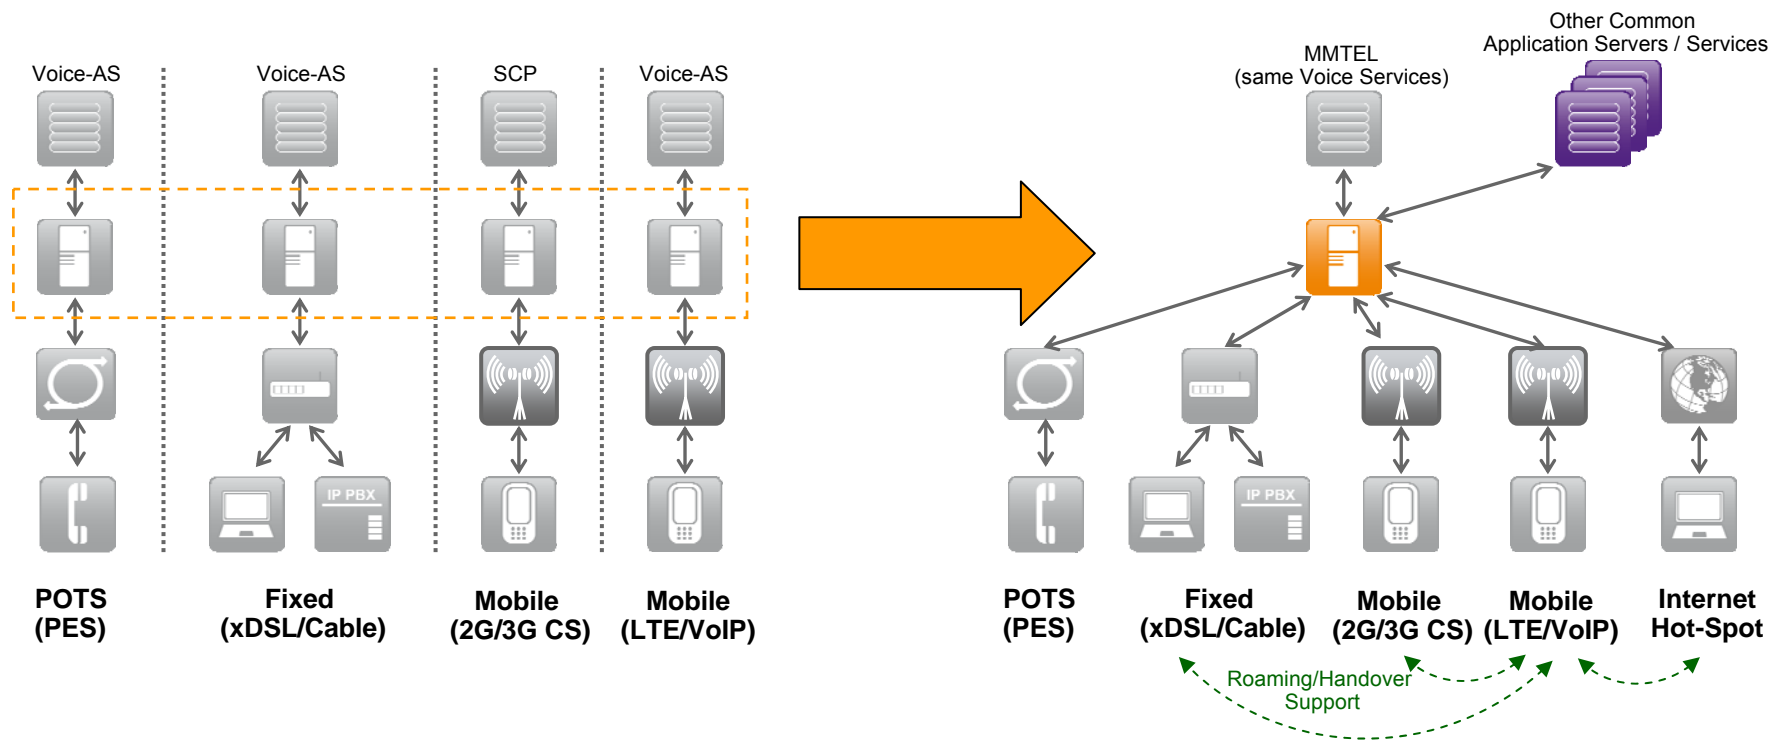 Voice-AS
Voice-AS
SCP
Voice-AS
IP PBX
POTS
(PES)
Fixed
(xDSL/Cable)
Mobile
(2G/3G CS)
Mobile
(LTE/VoIP)
MMTEL
(same Voice Services)
Other Common
Application Servers / Services
IP PBX
POTS
(PES)
Fixed
(xDSL/Cable)
Mobile
(2G/3G CS)
Mobile
(LTE/VoIP)
Internet
Hot-Spot
Roaming/Handover
Support